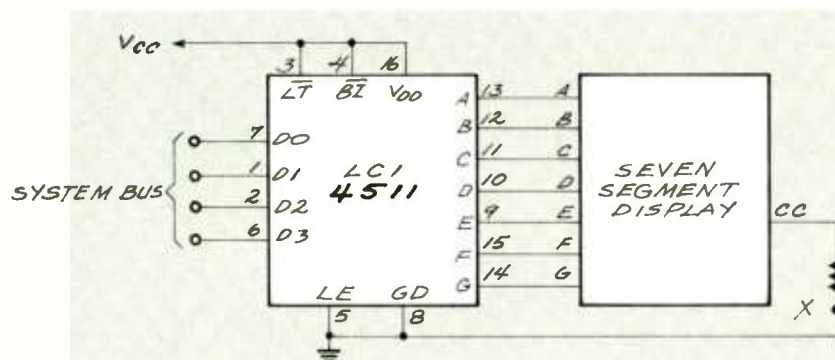 VCC
3 4 16
LT BI VDD
7 D0
1 D1
2 D2
6 D3
SYSTEM BUS
LC1
4511
A 13 A
B 12 B
C 11 C
D 10 D
E 9 E
F 15 F
G 14 G
LE GD
5 8
SEVEN
SEGMENT
DISPLAY
CC
X